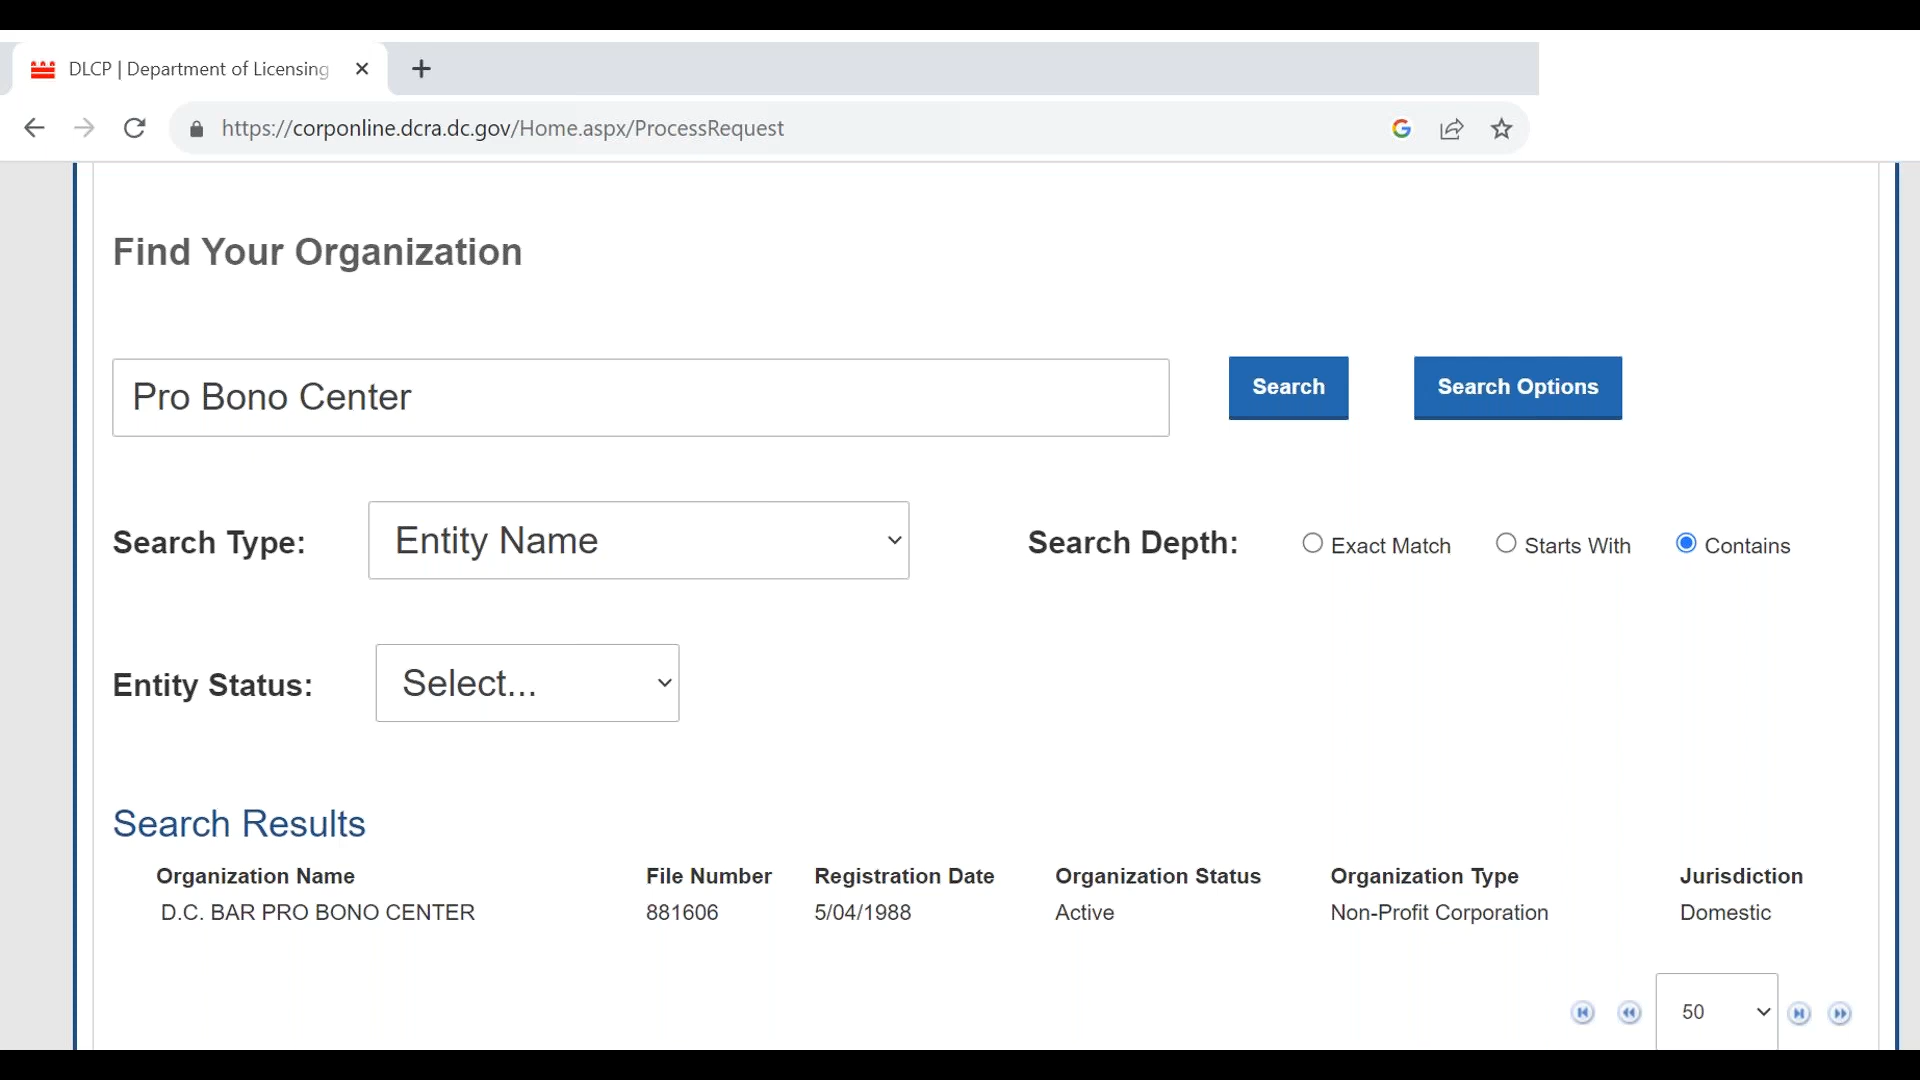 DLCP | Department of Licensing
https://corponline.dcra.dc.gov/Home.aspx/ProcessRequest
Find Your Organization
Pro Bono Center
Search
Search Options
Search Type:
Entity Name
Search Depth:
Exact Match
Starts With
Contains
Entity Status:
Select...
Search Results
Organization Name File Number Registration Date Organization Status Organization Type Jurisdiction
D.C. BAR PRO BONO CENTER 881606 5/04/1988 Active Non-Profit Corporation Domestic
50